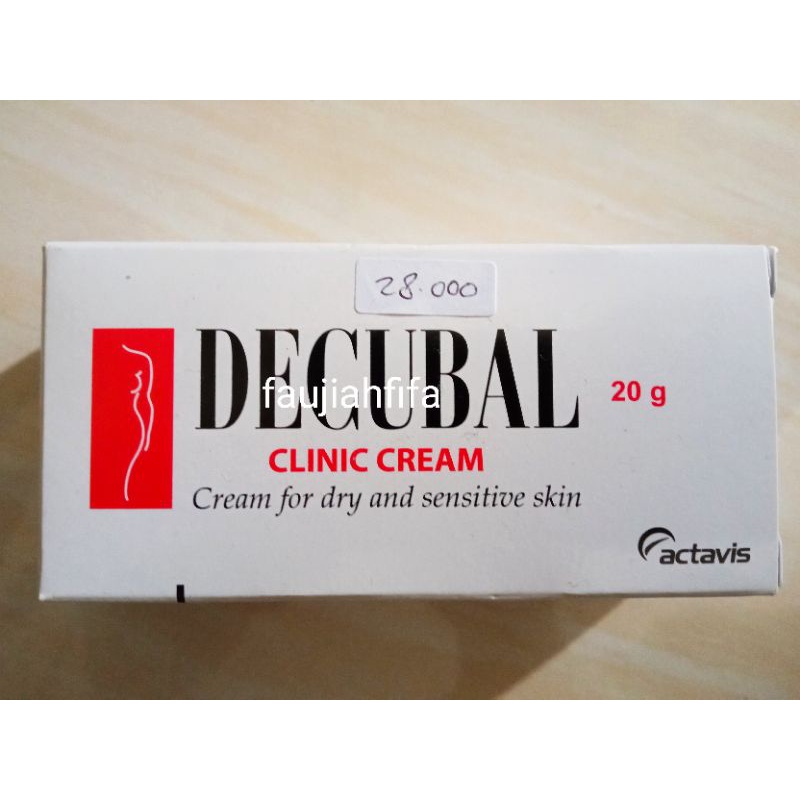 28.000
DECUBAL
faujiahfifa
20 g
CLINIC CREAM
Cream for dry and sensitive skin
actavis